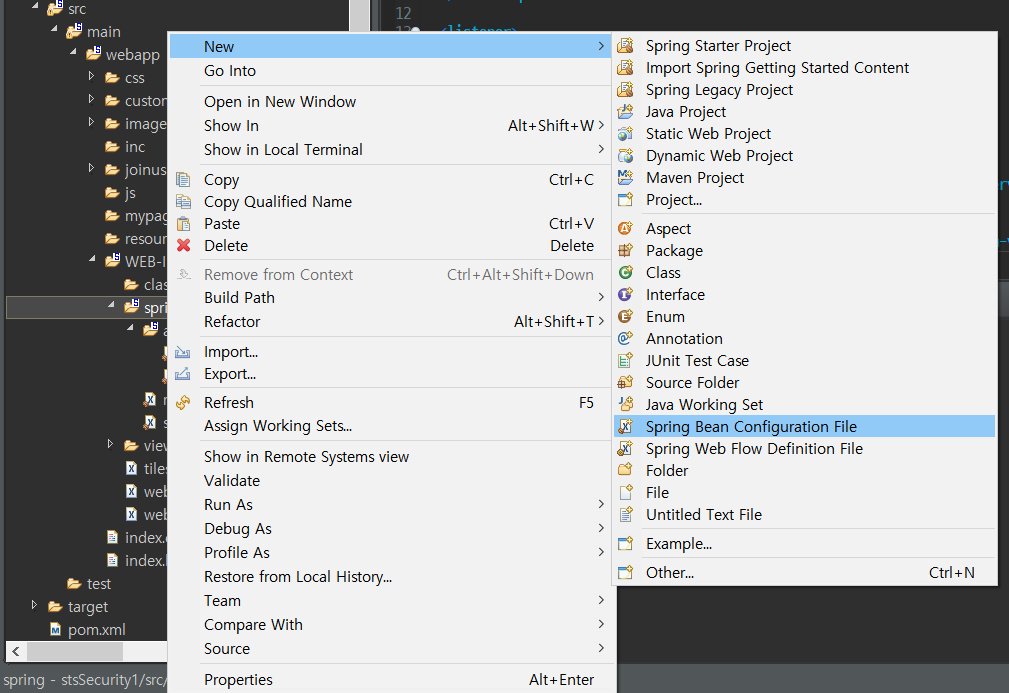 src
main
webapp
css
custor
image
inc
joinus
js
mypag
resour
WEB-I
clas
spri
view
tiles
web
web
index.
index.
test
target
pom.xml
spring - stsSecurity1/src/
12
13
<listener>
New
Go Into
Open in New Window
Show In Alt+Shift+W
Show in Local Terminal
Copy Ctrl+C
Copy Qualified Name
Paste Ctrl+V
Delete Delete
Remove from Context Ctrl+Alt+Shift+Down
Build Path
Refactor Alt+Shift+T
Import...
Export...
Refresh F5
Assign Working Sets...
Show in Remote Systems view
Validate
Run As
Debug As
Profile As
Restore from Local History...
Team
Compare With
Source
Properties Alt+Enter
Spring Starter Project
Import Spring Getting Started Content
Spring Legacy Project
Java Project
Static Web Project
Dynamic Web Project
Maven Project
Project...
Aspect
Package
Class
Interface
Enum
Annotation
JUnit Test Case
Source Folder
Java Working Set
Spring Bean Configuration File
Spring Web Flow Definition File
Folder
File
Untitled Text File
Example...
Other... Ctrl+N